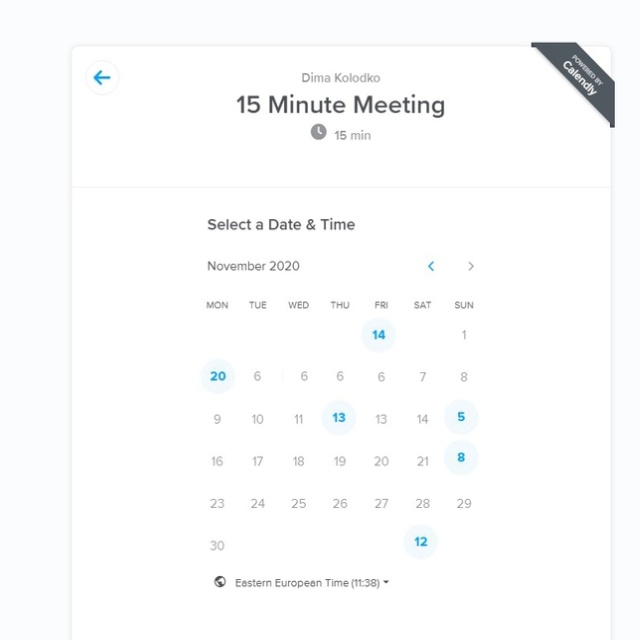 POWERED BY
Calendly
Dima Kolodko
15 Minute Meeting
15 min
Select a Date & Time
November 2020
MON TUE WED THU FRI SAT SUN
14 1
20 6 6 6 6 7 8
9 10 11 13 13 14 5
16 17 18 19 20 21 8
23 24 25 26 27 28 29
30 12
Eastern European Time (11:38)